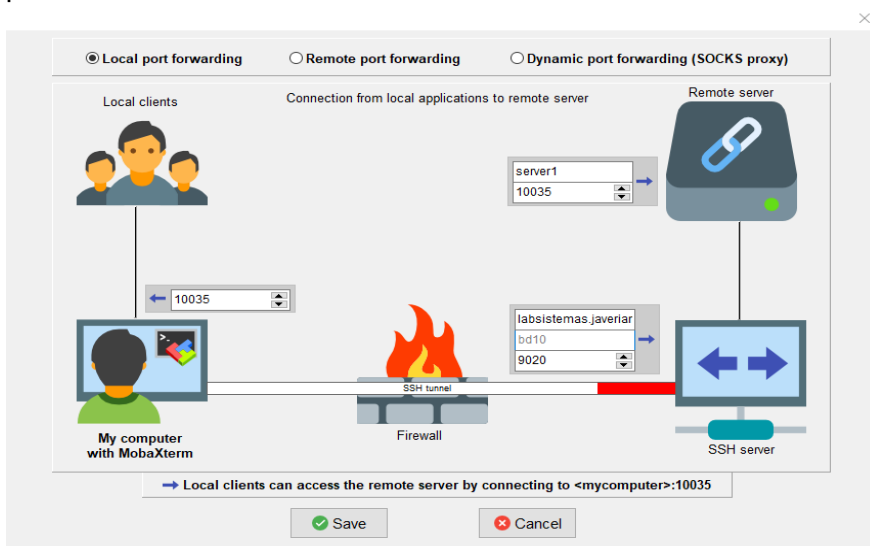 Local port forwarding
Remote port forwarding
Dynamic port forwarding (SOCKS proxy)
Local clients
Connection from local applications to remote server
Remote server
server1
10035
10035
labsistemas.javeriar
bd10
9020
SSH tunnel
Firewall
My computer
with MobaXterm
SSH server
Local clients can access the remote server by connecting to <mycomputer>:10035
Save
Cancel